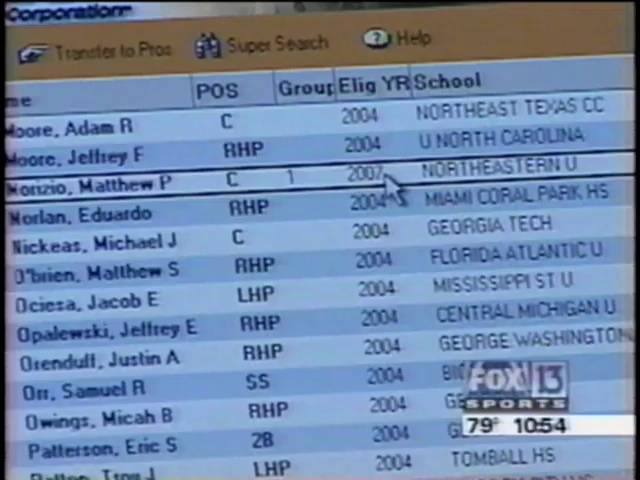 Corporation
Transfer to Pros Super Search Help
me POS Group Elig YR School
Moore, Adam R C 2004 NORTHEAST TEXAS CC
Moore, Jeffrey F RHP 2004 U NORTH CAROLINA
Morizio, Matthew P C 1 2007 NORTHEASTERN U
Morlan, Eduardo RHP 2004 MIAMI CORAL PARK HS
Nickeas, Michael J C 2004 GEORGIA TECH
O'brien, Matthew S RHP 2004 FLORIDA ATLANTIC U
Ociesa, Jacob E LHP 2004 MISSISSIPPI ST U
Opalewski, Jeffrey E RHP 2004 CENTRAL MICHIGAN U
Orenduff, Justin A RHP 2004 GEORGE WASHINGTON
Orr, Samuel R SS 2004
Owings, Micah B RHP 2004
Patterson, Eric S 2B 2004
Patton, Troy J LHP 2004 TOMBALL HS
FOX 13
SPORTS
79° 10:54